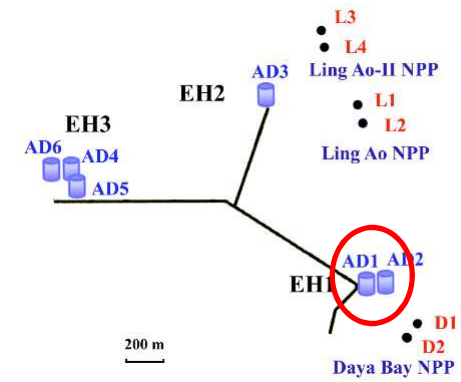 L3
L4
Ling Ao-II NPP
AD3
EH2
L1
L2
Ling Ao NPP
EH3
AD6
AD4
AD5
AD1
AD2
EH1
D1
D2
Daya Bay NPP
200 m